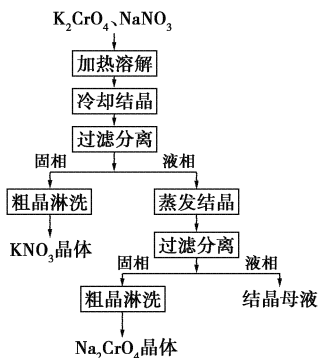 K₂CrO₄、NaNO₃
加热溶解
冷却结晶
过滤分离
固相 液相
粗晶淋洗 蒸发结晶
KNO₃晶体 过滤分离
固相 液相
粗晶淋洗 结晶母液
Na₂CrO₄晶体